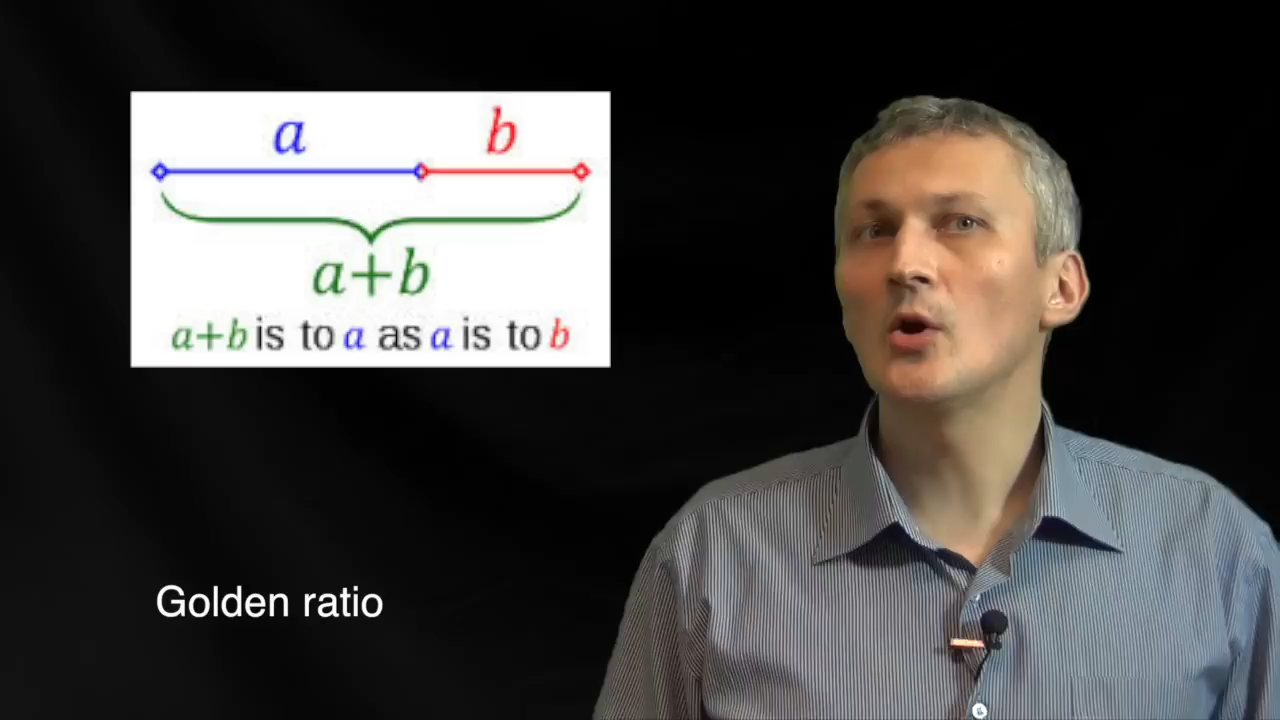 a b
a+b
a+b is to a as a is to b
Golden ratio